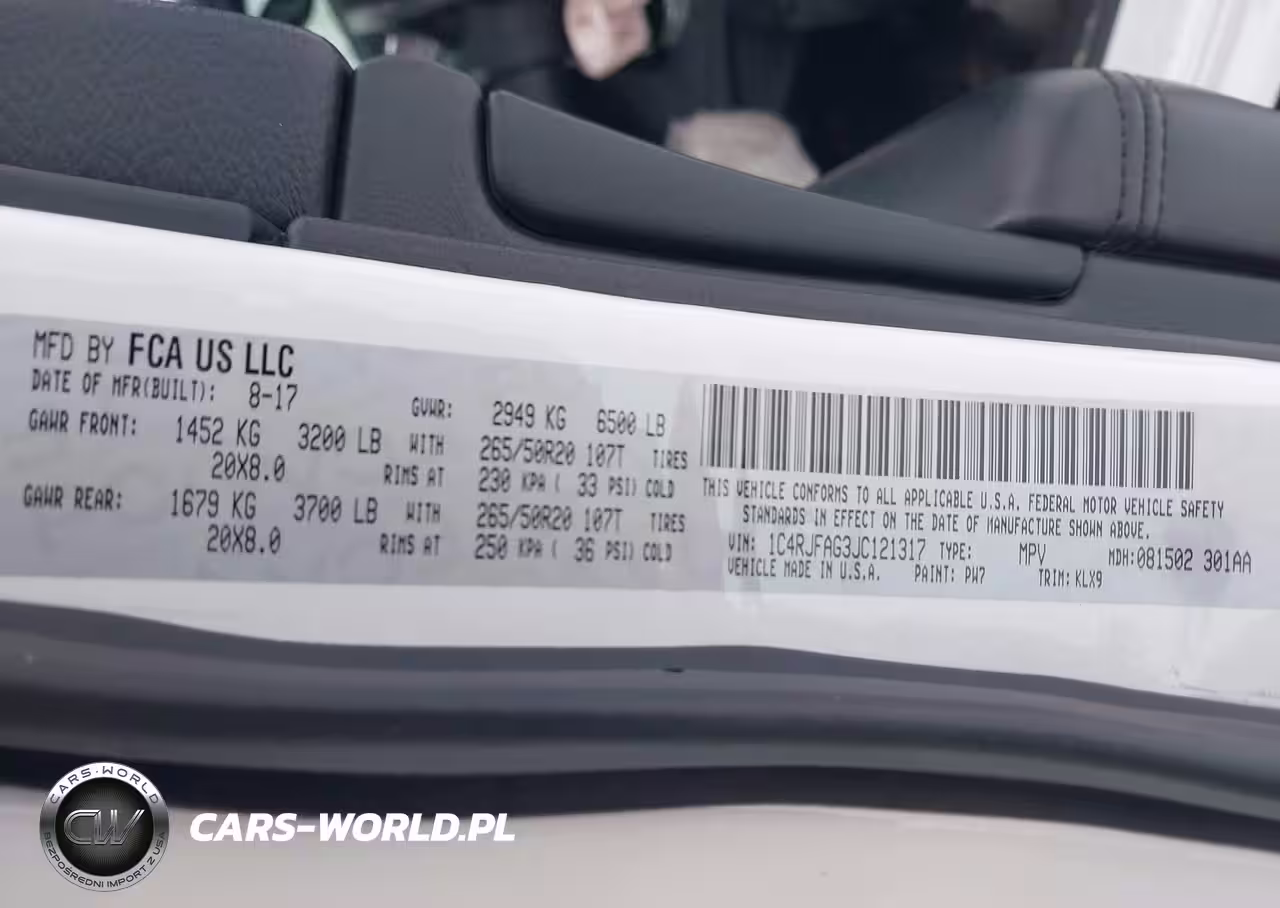 MFD BY FCA US LLC
DATE OF MFR(BUILT): 8-17
GVWR: 2949 KG 6500 LB
GAWR FRONT: 1452 KG 3200 LB WITH 265/50R20 107T TIRES
20X8.0 RIMS AT 230 KPA ( 33 PSI) COLD
GAWR REAR: 1679 KG 3700 LB WITH 265/50R20 107T TIRES
20X8.0 RIMS AT 250 KPA ( 36 PSI) COLD
THIS VEHICLE CONFORMS TO ALL APPLICABLE U.S.A. FEDERAL MOTOR VEHICLE SAFETY
STANDARDS IN EFFECT ON THE DATE OF MANUFACTURE SHOWN ABOVE.
VIN: 1C4RJFAG3JC121317 TYPE: MPV MDH:081502 301AA
VEHICLE MADE IN U.S.A. PAINT: PW7 TRIM: KLX9
CARS-WORLD
CW
BEZPOŚREDNI IMPORT Z USA
CARS-WORLD.PL